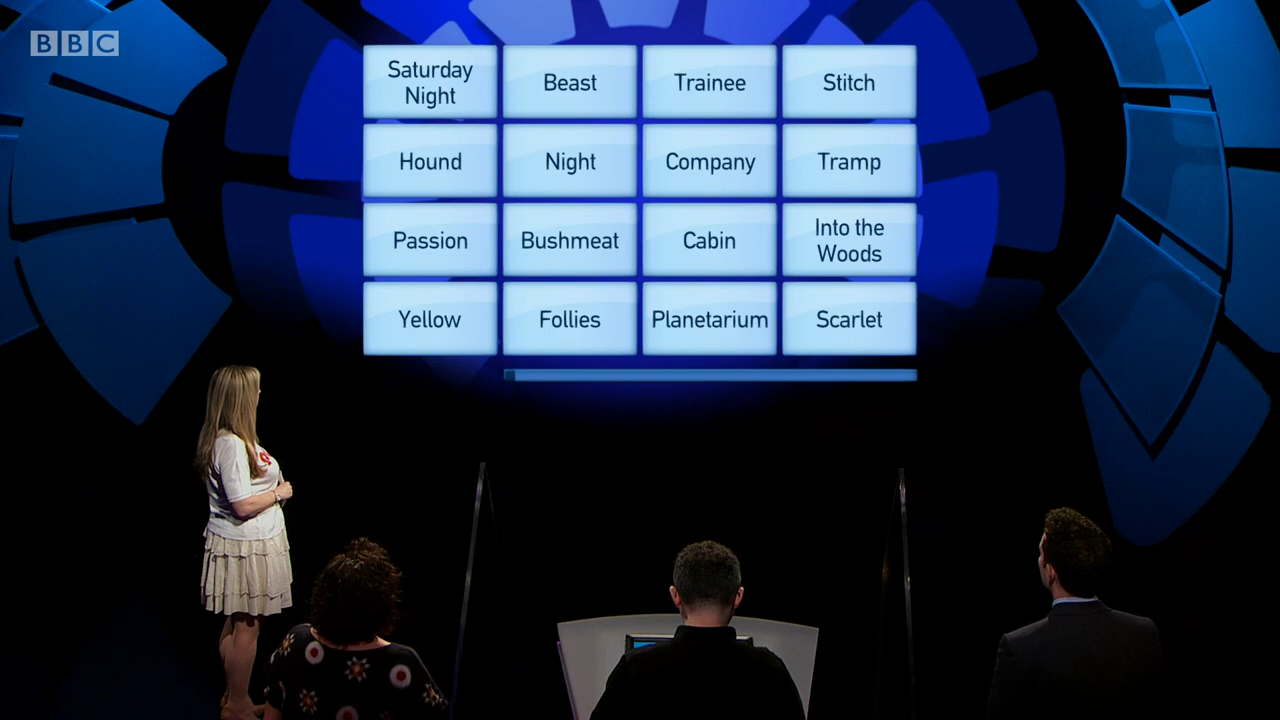 BBC
Saturday
Night
Beast
Trainee
Stitch
Hound
Night
Company
Tramp
Passion
Bushmeat
Cabin
Into the
Woods
Yellow
Follies
Planetarium
Scarlet